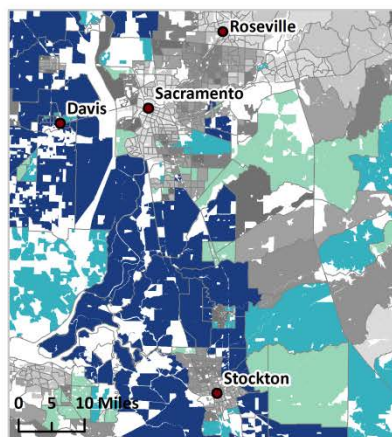 Roseville
Sacramento
Davis
Stockton
0 5 10 Miles